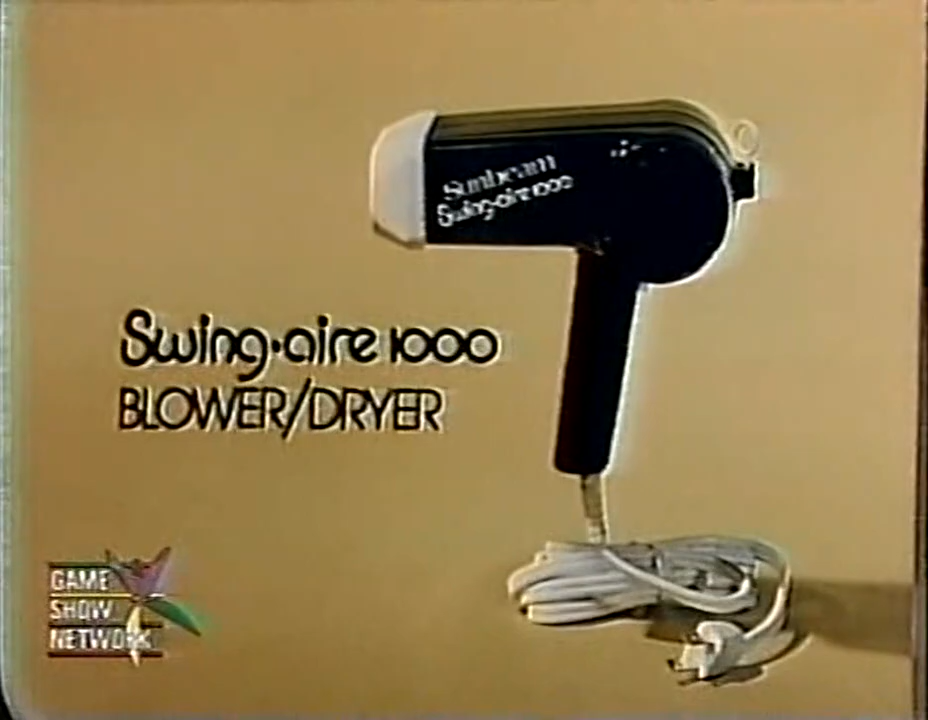 Sunbeam
Swing·aire 1000
Swing·aire 1000
BLOWER/DRYER
GAME
SHOW
NETWORK